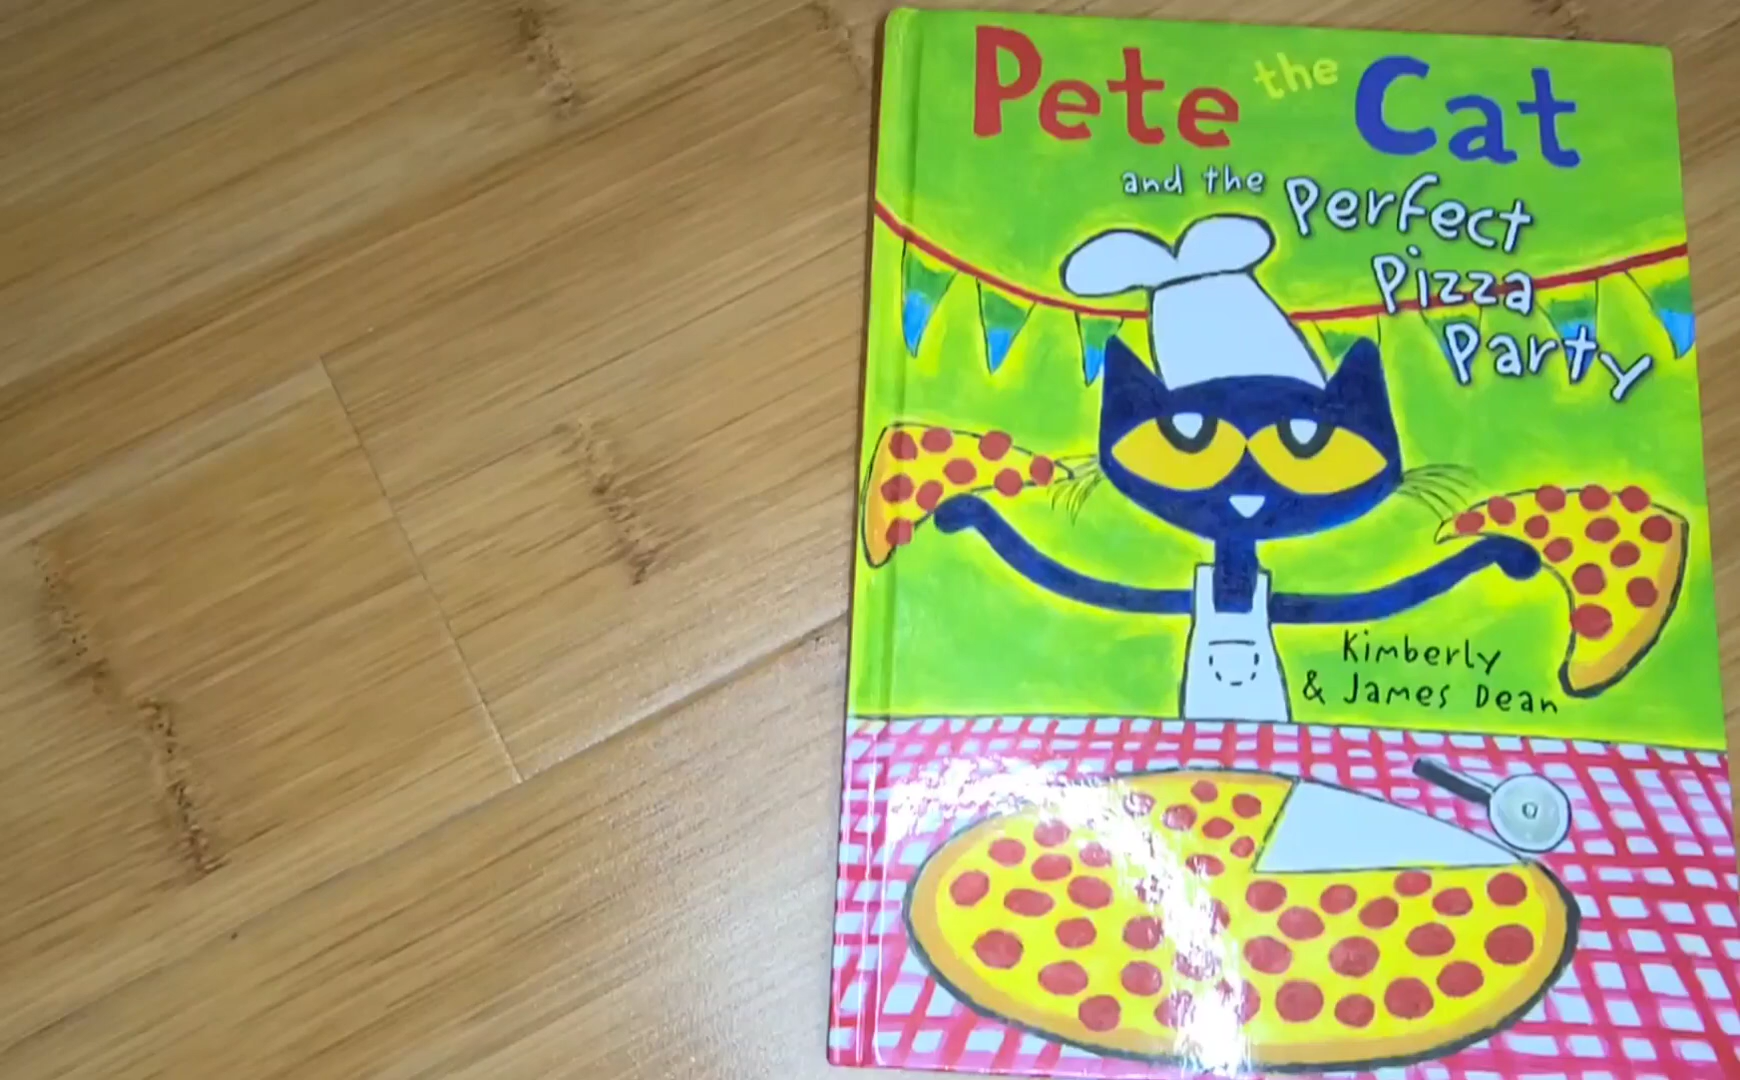 Pete the Cat
and the Perfect
Pizza
Party
Kimberly
& James Dean